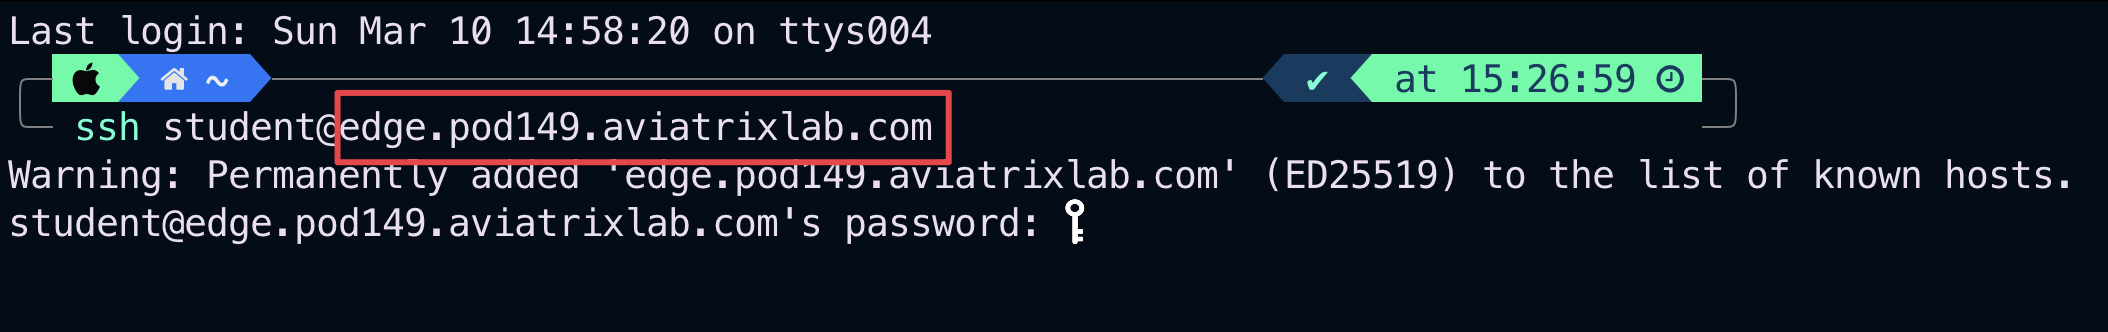 Last login: Sun Mar 10 14:58:20 on ttys004
~ ✔ at 15:26:59
ssh student@edge.pod149.aviatrixlab.com
Warning: Permanently added 'edge.pod149.aviatrixlab.com' (ED25519) to the list of known hosts.
student@edge.pod149.aviatrixlab.com's password: